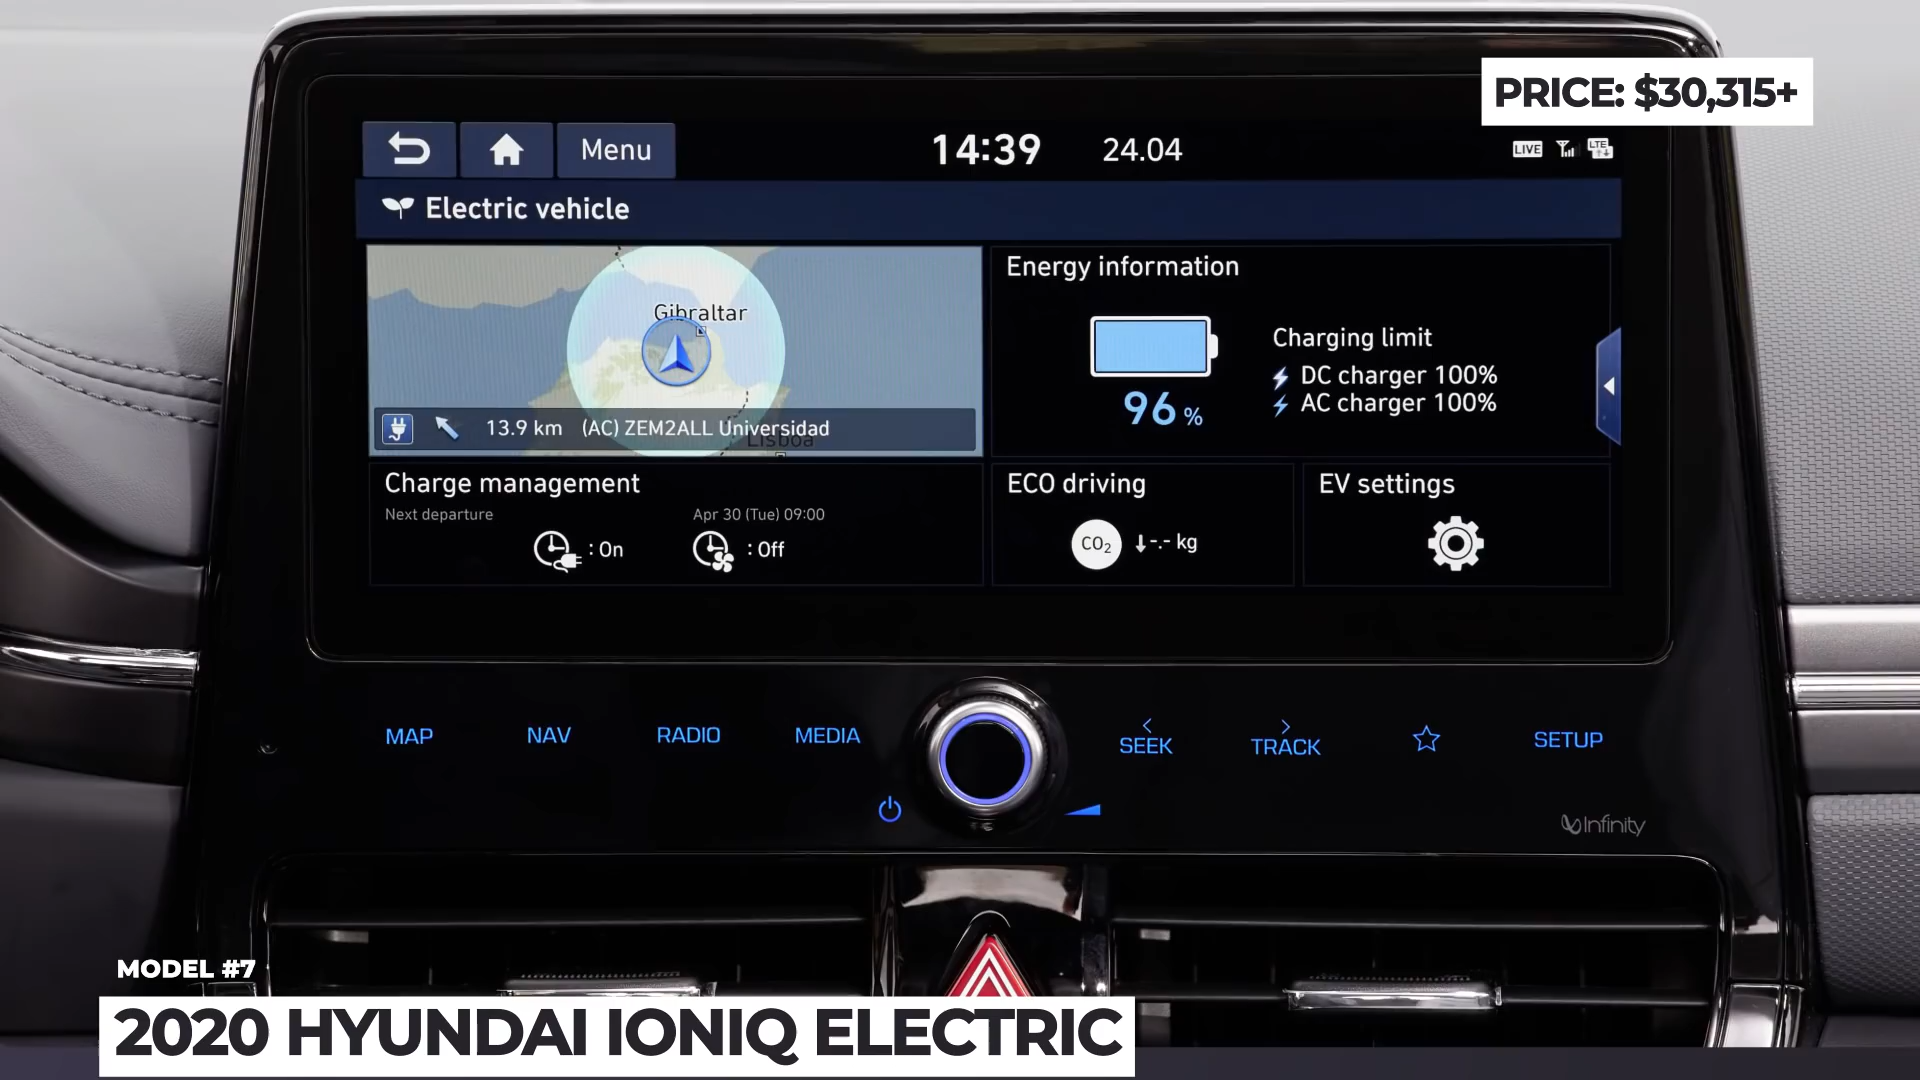 PRICE: $30,315+
Menu
14:39
24.04
LIVE
LTE
Electric vehicle
Gibraltar
Lisboa
13.9 km (AC) ZEM2ALL Universidad
Energy information
96 %
Charging limit
DC charger 100%
AC charger 100%
Charge management
Next departure
Apr 30 (Tue) 09:00
: On
: Off
ECO driving
CO2
-.- kg
EV settings
MAP
NAV
RADIO
MEDIA
SEEK
TRACK
SETUP
Infinity
MODEL #7
2020 HYUNDAI IONIQ ELECTRIC